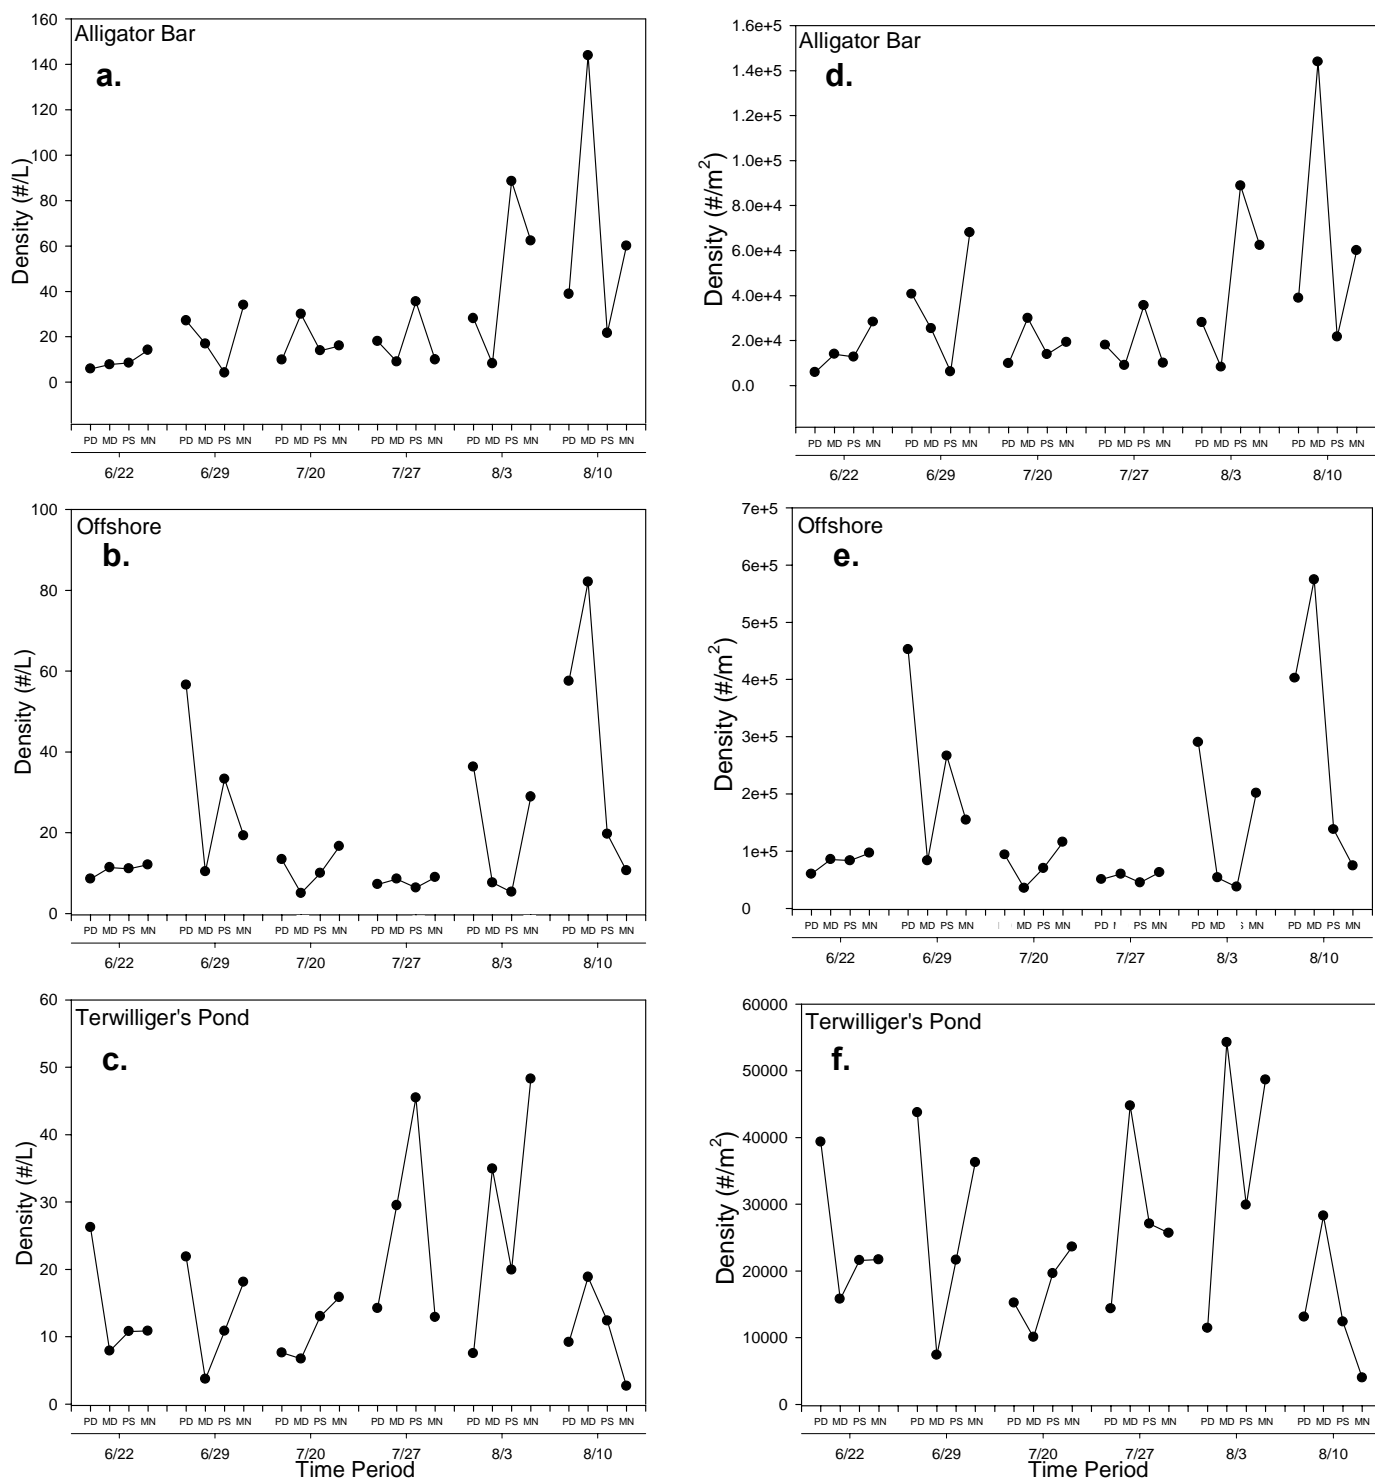 Alligator Bar
a.
Density (#/L)
160
140
120
100
80
60
40
20
0
PD MD PS MN PD MD PS MN PD MD PS MN PD MD PS MN PD MD PS MN PD MD PS MN
6/22 6/29 7/20 7/27 8/3 8/10
Alligator Bar
d.
Density (#/m²)
1.6e+5
1.4e+5
1.2e+5
1.0e+5
8.0e+4
6.0e+4
4.0e+4
2.0e+4
0.0
PD MD PS MN PD MD PS MN PD MD PS MN PD MD PS MN PD MD PS MN PD MD PS MN
6/22 6/29 7/20 7/27 8/3 8/10
Offshore
b.
Density (#/L)
100
80
60
40
20
0
PD MD PS MN PD MD PS MN PD MD PS MN PD MD PS MN PD MD PS MN PD MD PS MN
6/22 6/29 7/20 7/27 8/3 8/10
Offshore
e.
Density (#/m²)
7e+5
6e+5
5e+5
4e+5
3e+5
2e+5
1e+5
0
PD MD PS MN PD MD PS MN MD PS MN PD PS MN PD MD MN PD MD PS MN
6/22 6/29 7/20 7/27 8/3 8/10
Terwilliger's Pond
c.
Density (#/L)
60
50
40
30
20
10
0
PD MD PS MN PD MD PS MN PD MD PS MN PD MD PS MN PD MD PS MN PD MD PS MN
6/22 6/29 7/20 7/27 8/3 8/10
Time Period
Terwilliger's Pond
f.
Density (#/m²)
60000
50000
40000
30000
20000
10000
0
PD MD PS MN PD MD PS MN PD MD PS MN PD MD PS MN PD MD PS MN PD MD PS MN
6/22 6/29 7/20 7/27 8/3 8/10
Time Period